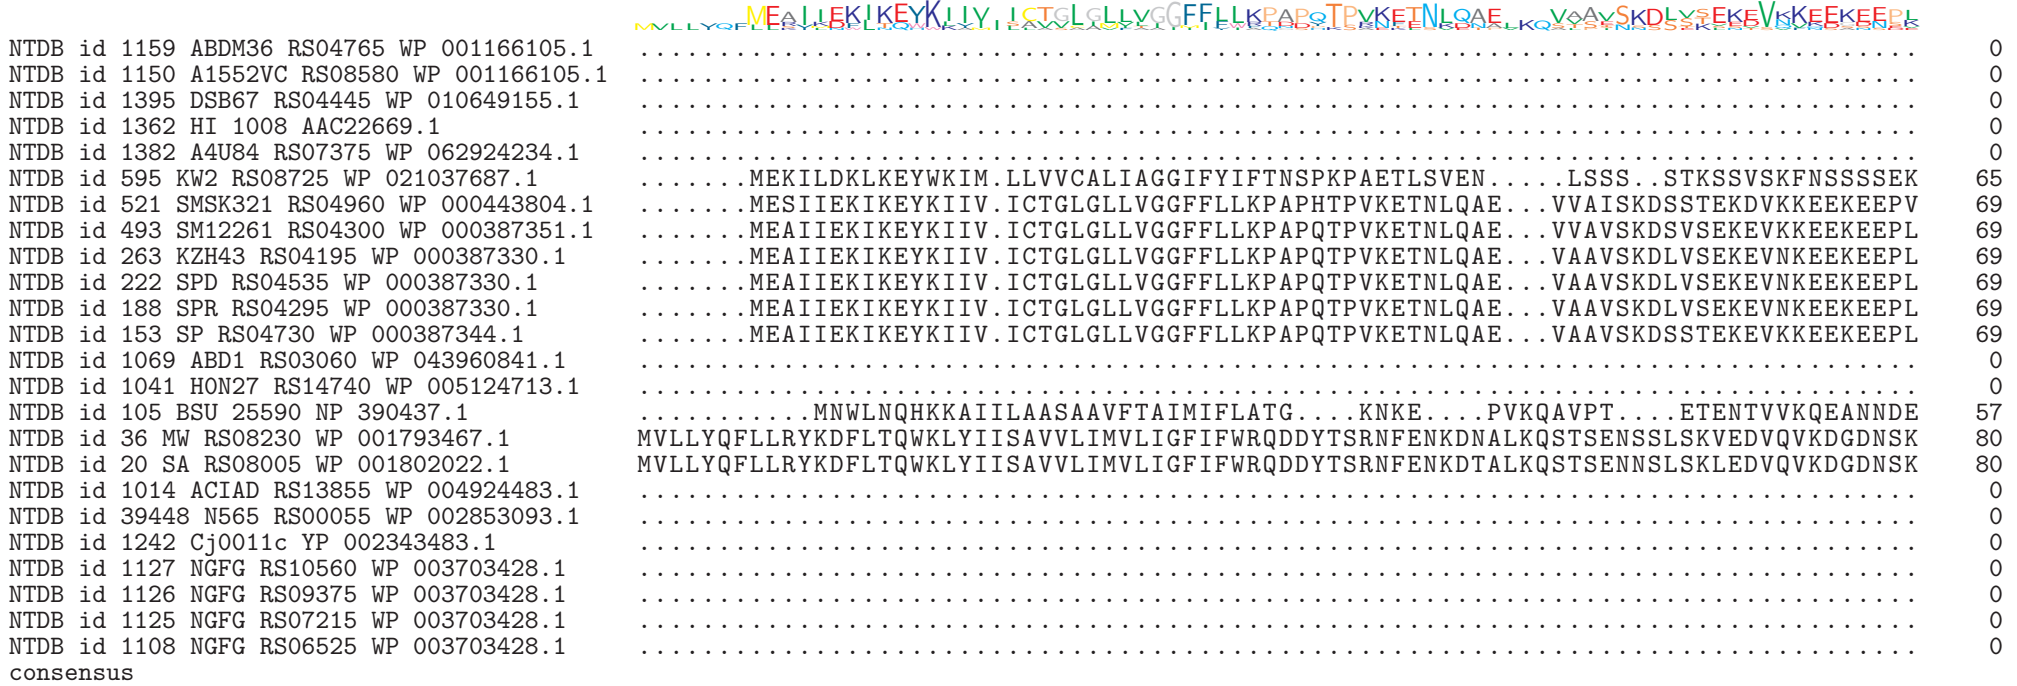 NTDB id 1159 ABDM36 RS04765 WP 001166105.1 ................................................................................ 0
NTDB id 1150 A1552VC RS08580 WP 001166105.1 ................................................................................ 0
NTDB id 1395 DSB67 RS04445 WP 010649155.1 ................................................................................ 0
NTDB id 1362 HI 1008 AAC22669.1 ................................................................................ 0
NTDB id 1382 A4U84 RS07375 WP 062924234.1 ................................................................................ 0
NTDB id 595 KW2 RS08725 WP 021037687.1 .......MEKILDKLKEYWKIM.LLVVCALIAGGIFYIFTNSPKPAETLSVEN.....LSSS..STKSSVSKFNSSSSEK 65
NTDB id 521 SMSK321 RS04960 WP 000443804.1 .......MESIIEKIKEYKIIV.ICTGLGLLVGGFFLLKPAPHTPVKETNLQAE...VVAISKDSSTEKDVKKEEKEEPV 69
NTDB id 493 SM12261 RS04300 WP 000387351.1 .......MEAIIEKIKEYKIIV.ICTGLGLLVGGFFLLKPAPQTPVKETNLQAE...VVAVSKDSVSEKEVKKEEKEEPL 69
NTDB id 263 KZH43 RS04195 WP 000387330.1 .......MEAIIEKIKEYKIIV.ICTGLGLLVGGFFLLKPAPQTPVKETNLQAE...VAAVSKDLVSEKEVNKEEKEEPL 69
NTDB id 222 SPD RS04535 WP 000387330.1 .......MEAIIEKIKEYKIIV.ICTGLGLLVGGFFLLKPAPQTPVKETNLQAE...VAAVSKDLVSEKEVNKEEKEEPL 69
NTDB id 188 SPR RS04295 WP 000387330.1 .......MEAIIEKIKEYKIIV.ICTGLGLLVGGFFLLKPAPQTPVKETNLQAE...VAAVSKDLVSEKEVNKEEKEEPL 69
NTDB id 153 SP RS04730 WP 000387344.1 .......MEAIIEKIKEYKIIV.ICTGLGLLVGGFFLLKPAPQTPVKETNLQAE...VAAVSKDSSTEKEVKKEEKEEPL 69
NTDB id 1069 ABD1 RS03060 WP 043960841.1 ................................................................................ 0
NTDB id 1041 HON27 RS14740 WP 005124713.1 ................................................................................ 0
NTDB id 105 BSU 25590 NP 390437.1 ...........MNWLNQHKKAIILAASAAVFTAIMIFLATG....KNKE....PVKQAVPT....ETENTVVKQEANNDE 57
NTDB id 36 MW RS08230 WP 001793467.1 MVLLYQFLLRYKDFLTQWKLYIISAVVLIMVLIGFIFWRQDDYTSRNFENKDNALKQSTSENSSLSKVEDVQVKDGDNSK 80
NTDB id 20 SA RS08005 WP 001802022.1 MVLLYQFLLRYKDFLTQWKLYIISAVVLIMVLIGFIFWRQDDYTSRNFENKDTALKQSTSENNSLSKLEDVQVKDGDNSK 80
NTDB id 1014 ACIAD RS13855 WP 004924483.1 ................................................................................ 0
NTDB id 39448 N565 RS00055 WP 002853093.1 ................................................................................ 0
NTDB id 1242 Cj0011c YP 002343483.1 ................................................................................ 0
NTDB id 1127 NGFG RS10560 WP 003703428.1 ................................................................................ 0
NTDB id 1126 NGFG RS09375 WP 003703428.1 ................................................................................ 0
NTDB id 1125 NGFG RS07215 WP 003703428.1 ................................................................................ 0
NTDB id 1108 NGFG RS06525 WP 003703428.1 ................................................................................ 0
consensus